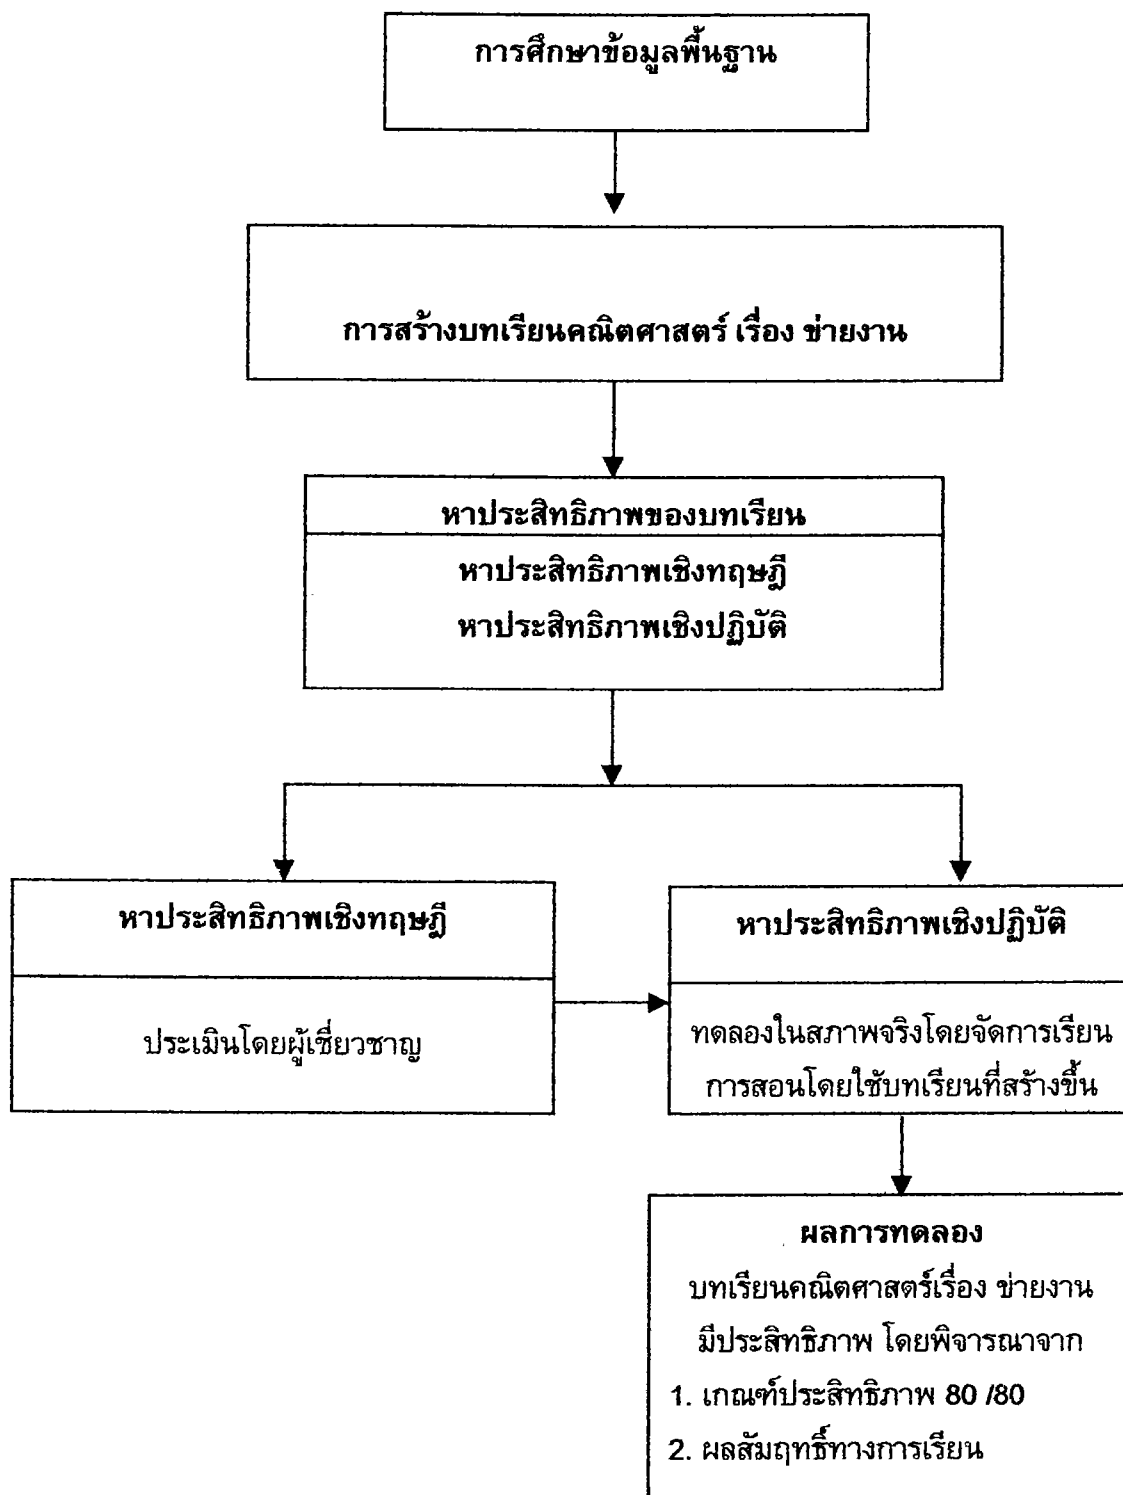 การศึกษาข้อมูลพื้นฐาน
การสร้างบทเรียนคณิตศาสตร์ เรื่อง ข่ายงาน
หาประสิทธิภาพของบทเรียน
หาประสิทธิภาพเชิงทฤษฎี
หาประสิทธิภาพเชิงปฏิบัติ
หาประสิทธิภาพเชิงทฤษฎี
ประเมินโดยผู้เชี่ยวชาญ
หาประสิทธิภาพเชิงปฏิบัติ
ทดลองในสภาพจริงโดยจัดการเรียน
การสอนโดยใช้บทเรียนที่สร้างขึ้น
ผลการทดลอง
บทเรียนคณิตศาสตร์เรื่อง ข่ายงาน
มีประสิทธิภาพ โดยพิจารณาจาก
1. เกณฑ์ประสิทธิภาพ 80 /80
2. ผลสัมฤทธิ์ทางการเรียน